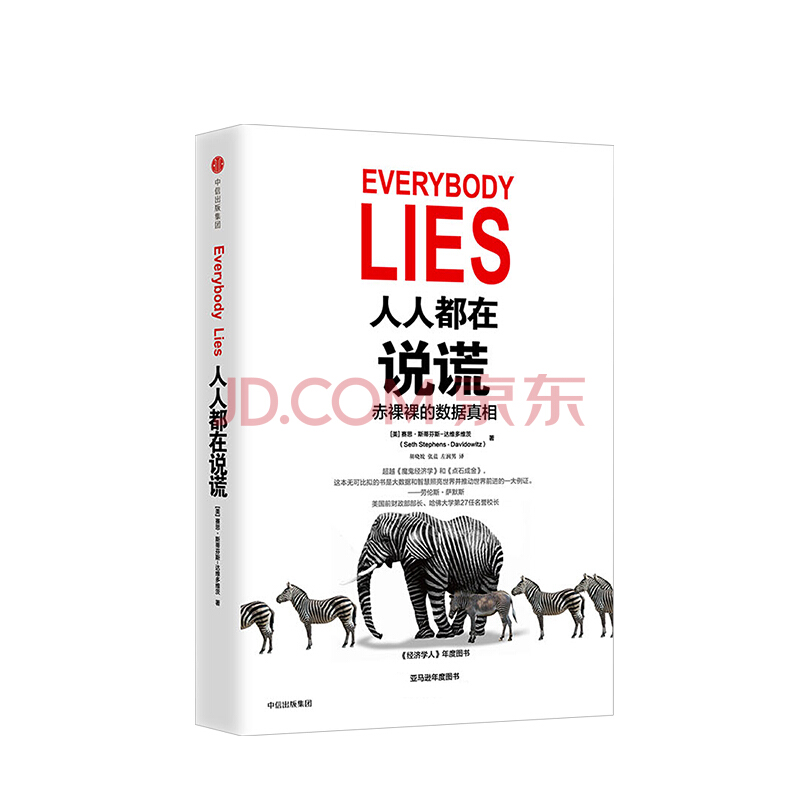 中信出版集团
Everybody Lies
人人都在说谎
[美] 赛思·斯蒂芬斯-达维多维茨 著
EVERYBODY
LIES
人人都在
说谎
JD.COM 京东
赤裸裸的数据真相
[美] 赛思·斯蒂芬斯-达维多维茨
(Seth Stephens-Davidowitz)
著
张晨 左润男 译
超越《魔鬼经济学》和《点石成金》,
这本无可比拟的书是大数据和智慧照亮世界并推动世界前进的一大例证。
——劳伦斯·萨默斯
美国前财政部部长、哈佛大学第27任名誉校长
《经济学人》年度图书
亚马逊年度图书
中信出版集团